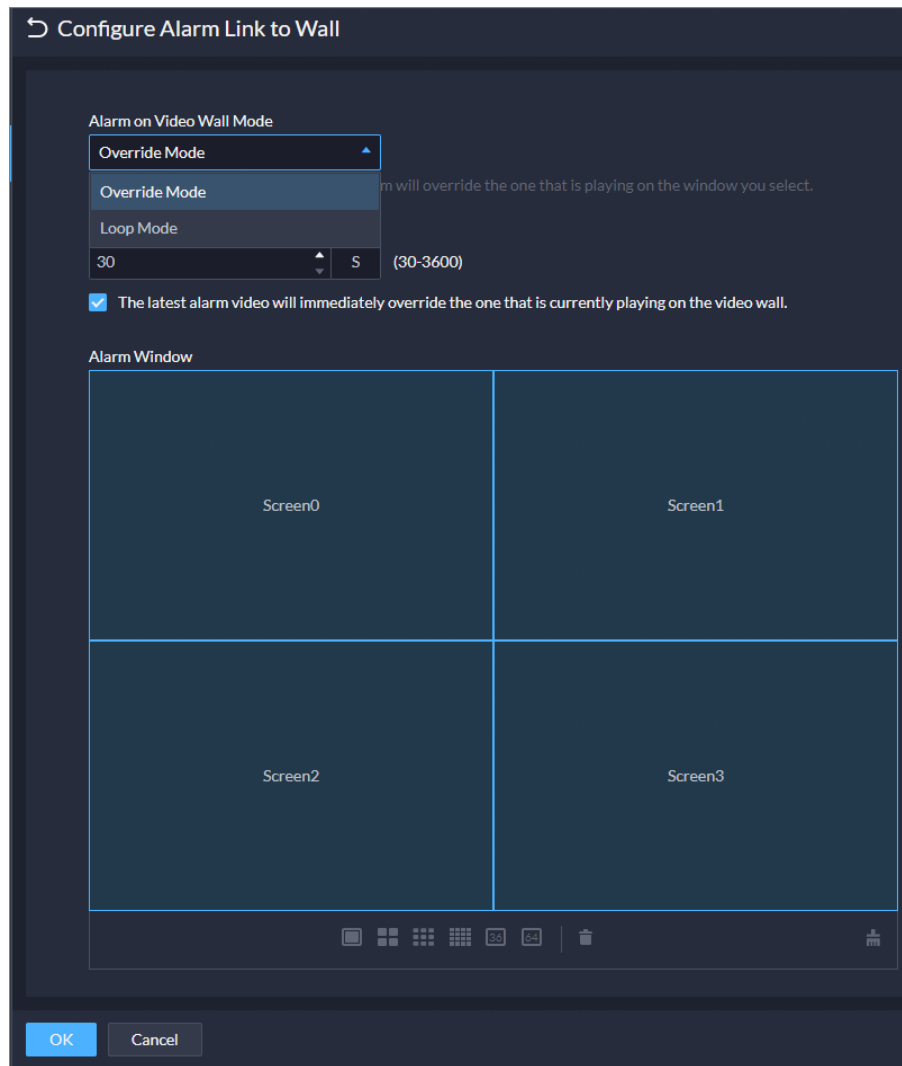 Configure Alarm Link to Wall
Alarm on Video Wall Mode
Override Mode
Override Mode
m will override the one that is playing on the window you select.
Loop Mode
30 S (30-3600)
The latest alarm video will immediately override the one that is currently playing on the video wall.
Alarm Window
Screen0 Screen1
Screen2 Screen3
36 64
OK Cancel